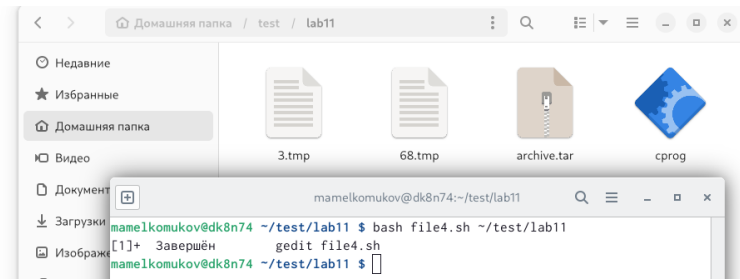 Домашняя папка / test / lab11
Недавние
Избранные
Домашняя папка
Видео
Документ
Загрузки
Изображе
3.tmp
68.tmp
archive.tar
cprog
mamelkomukov@dk8n74:~/test/lab11
mamelkomukov@dk8n74 ~/test/lab11 $ bash file4.sh ~/test/lab11
[1]+  Завершён        gedit file4.sh
mamelkomukov@dk8n74 ~/test/lab11 $